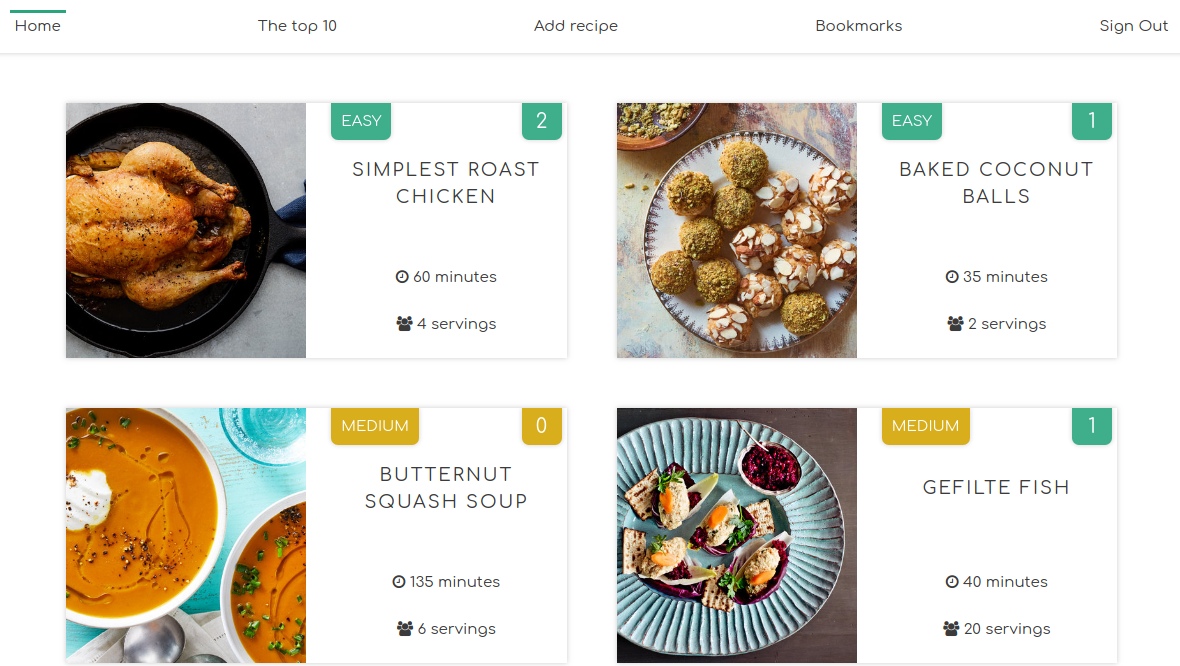 Home The top 10 Add recipe Bookmarks Sign Out
EASY 2
SIMPLEST ROAST
CHICKEN
60 minutes
4 servings
EASY 1
BAKED COCONUT
BALLS
35 minutes
2 servings
MEDIUM 0
BUTTERNUT
SQUASH SOUP
135 minutes
6 servings
MEDIUM 1
GEFILTE FISH
40 minutes
20 servings